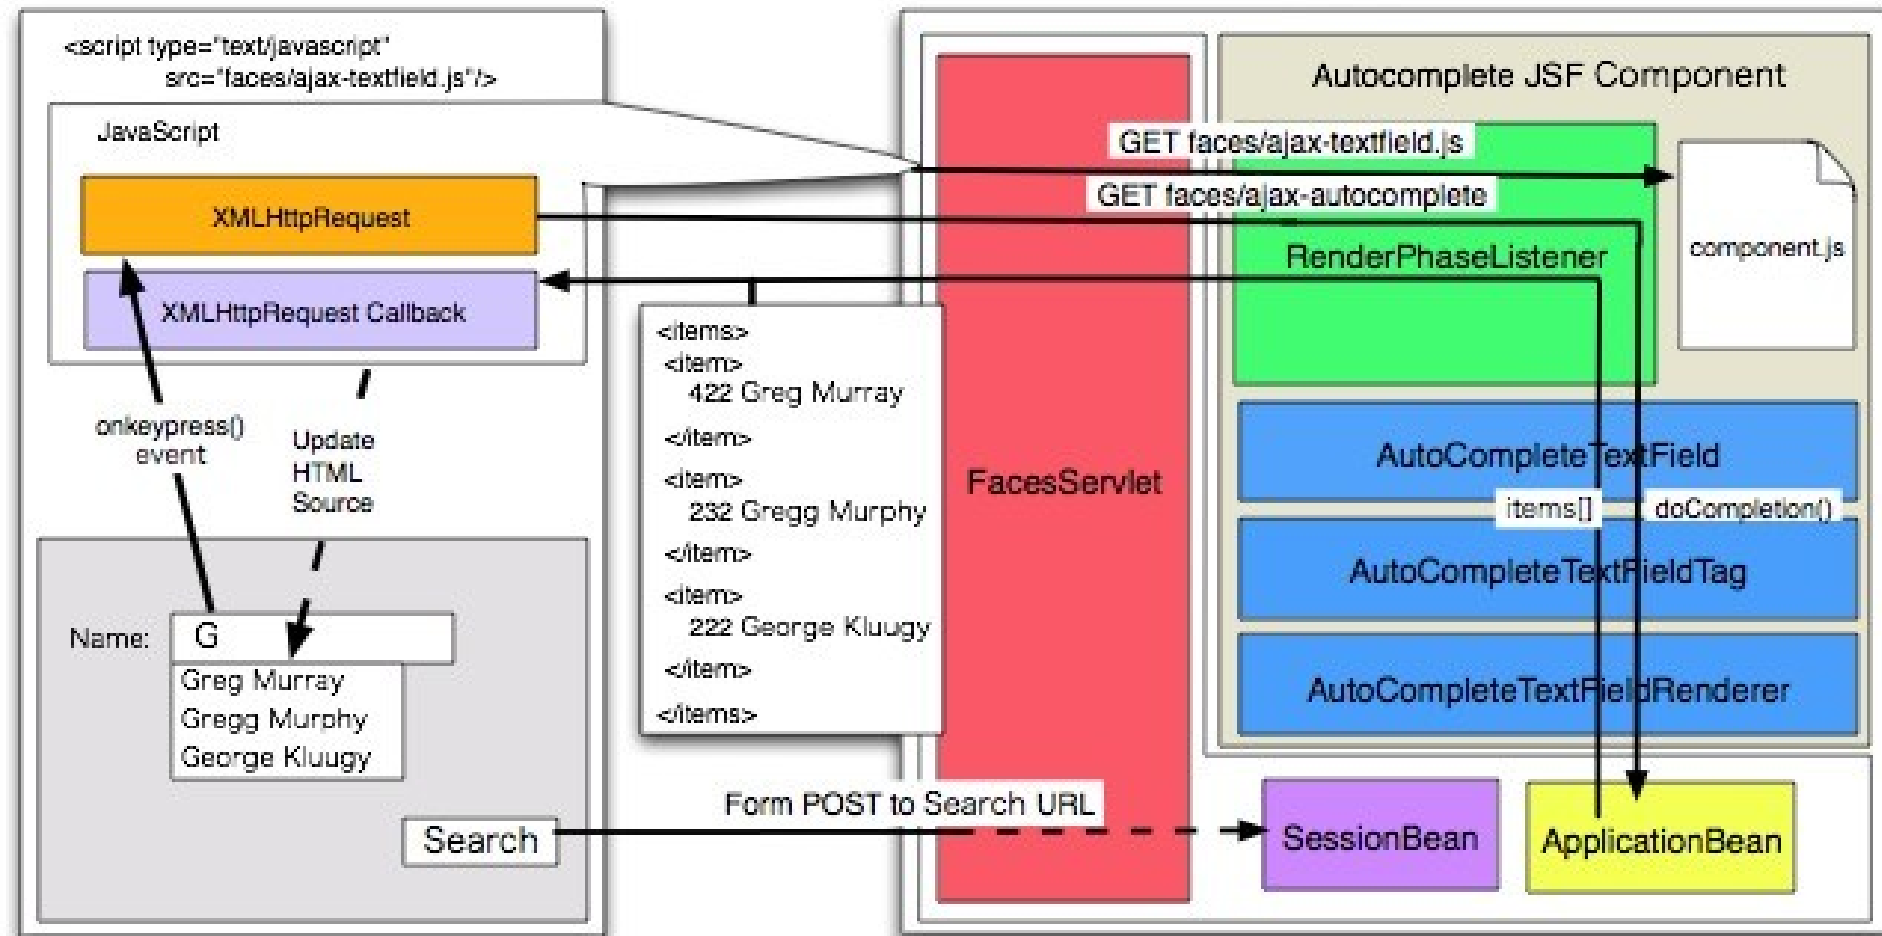 <script type="text/javascript"
src="faces/ajax-textfield.js"/>
JavaScript
XMLHttpRequest
XMLHttpRequest Callback
onkeypress()
event
Update
HTML
Source
Name:
G
Greg Murray
Gregg Murphy
George Kluugy
Search
<items>
<item>
422 Greg Murray
</item>
<item>
232 Gregg Murphy
</item>
<item>
222 George Kluugy
</item>
</items>
Form POST to Search URL
FacesServlet
Autocomplete JSF Component
GET faces/ajax-textfield.js
GET faces/ajax-autocomplete
RenderPhaseListener
component.js
AutoCompleteTextField
items[]
doCompletion()
AutoCompleteTextFieldTag
AutoCompleteTextFieldRenderer
SessionBean
ApplicationBean